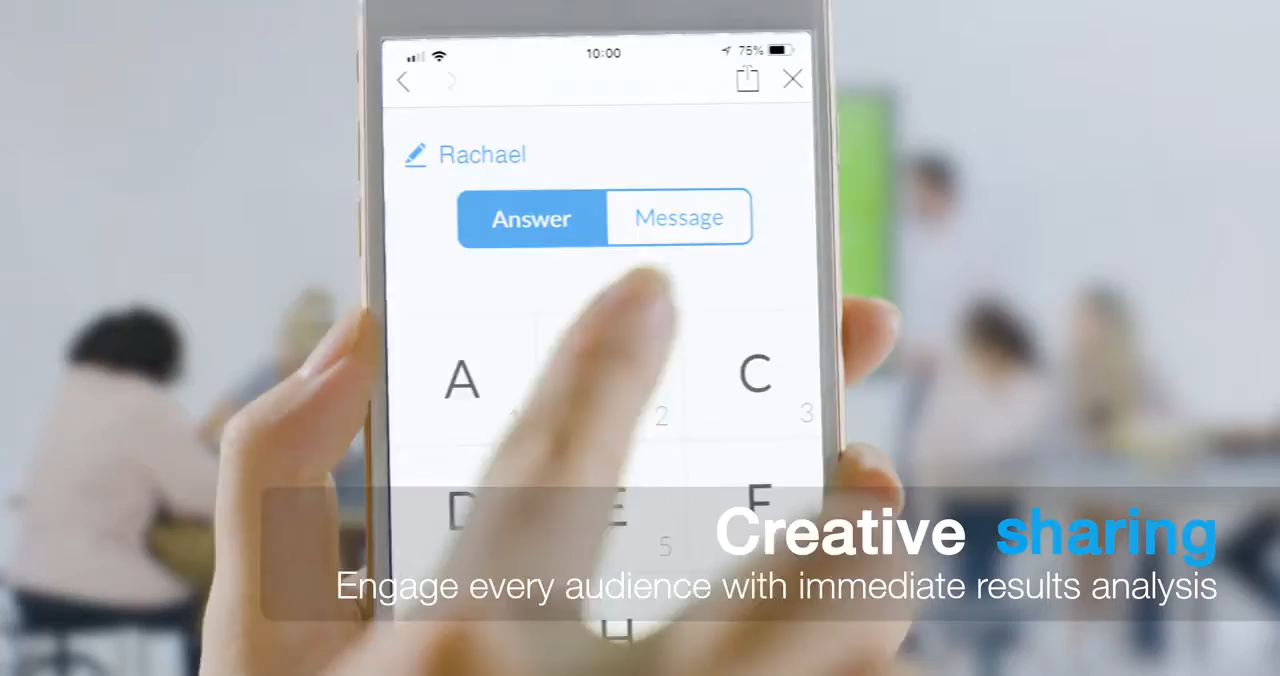 10:00
75%
Rachael
Answer Message
A C
2 3
D E F
5
Creative sharing
Engage every audience with immediate results analysis
H